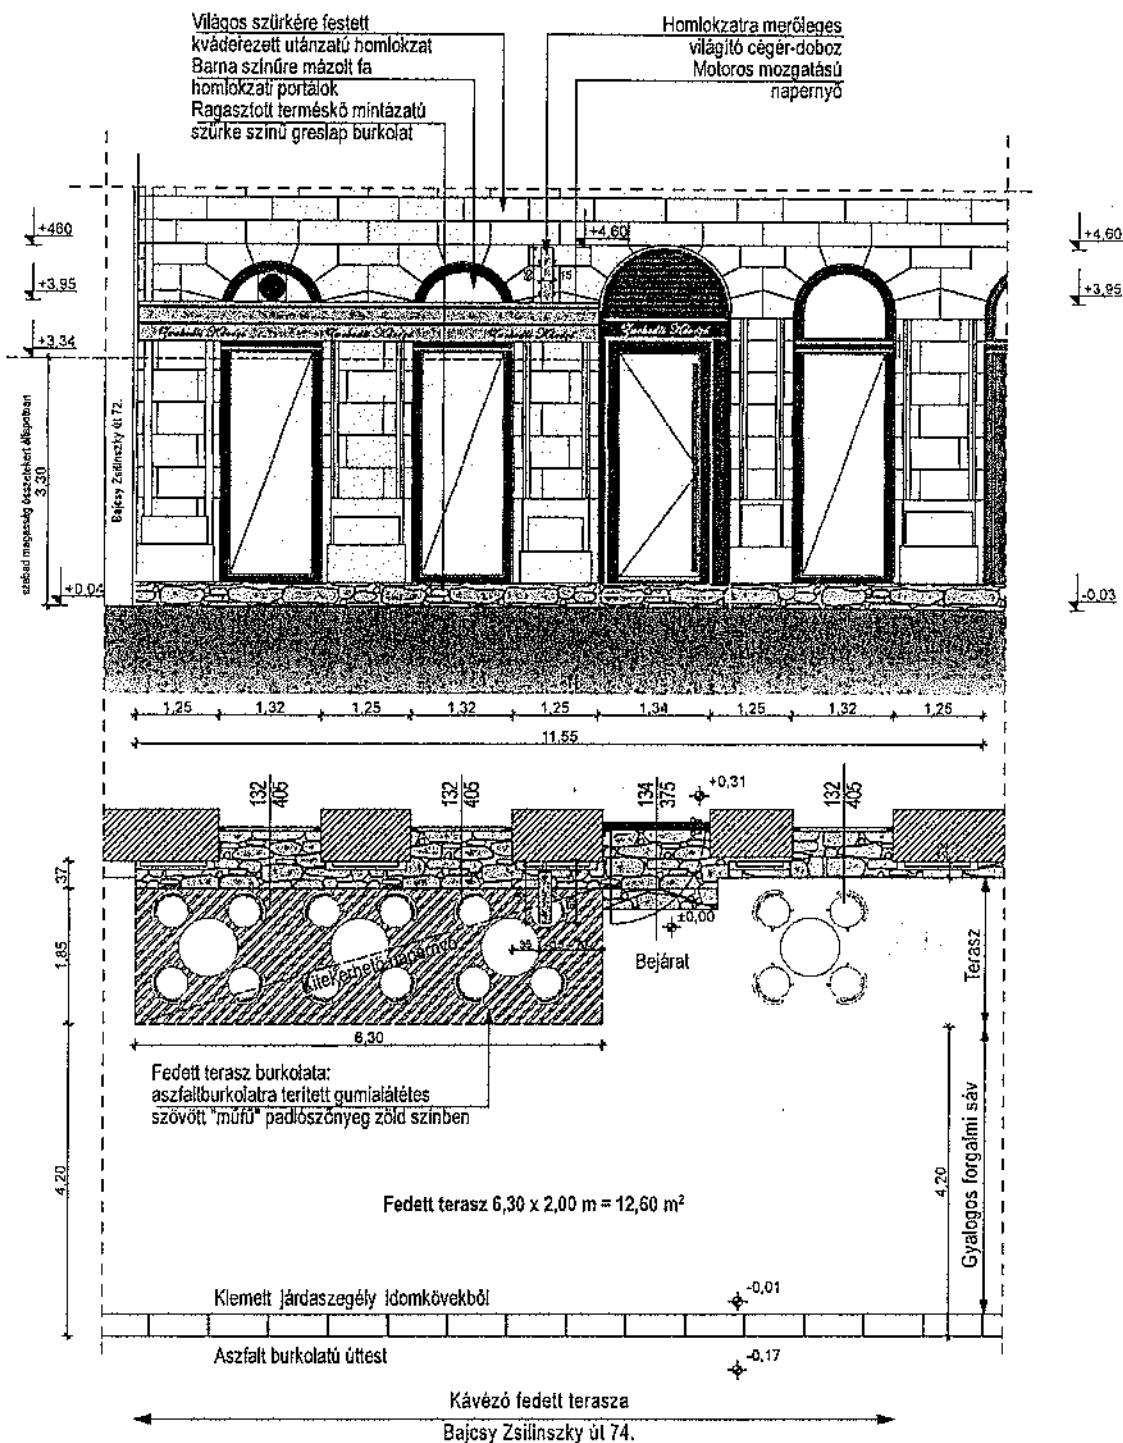 Világos szürkére festett
kváderezett utánzatú homlokzat
Barna színűre mázolt fa
homlokzati portálok
Ragasztott terméskő mintázatú
szürke színű greslap burkolat
Homlokzatra merőleges
világító cégér-doboz
Motoros mozgatású
napernyő
+460
+4,60
+4,60
+3,95
+3,95
15
+3,34
szabad magasság összetekert állapotban
3,30
Bajcsy Zsilinszky út 72.
+0,04
-0,03
1,25 1,32 1,25 1,32 1,25 1,34 1,25 1,32 1,25
11,55
132
405
132
405
134
375
+0,31
132
405
37
1,85
±0,00
Bejárat
Kitekerhető napernyő
Terasz
6,30
Fedett terasz burkolata:
aszfaltburkolatra terített gumialátétes
szövött "műfű" padlószőnyeg zöld színben
4,20
4,20
Gyalogos forgalmi sáv
Fedett terasz 6,30 x 2,00 m = 12,60 m²
Kiemelt járdaszegély idomkövekből
-0,01
Aszfalt burkolatú úttest
-0,17
Kávézó fedett terasza
Bajcsy Zsilinszky út 74.